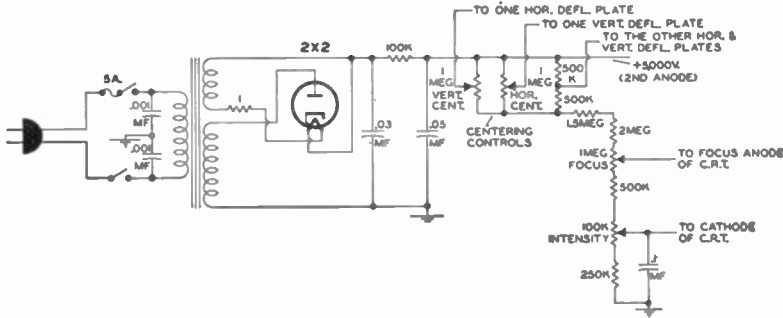 TO ONE HOR. DEFL. PLATE
TO ONE VERT. DEFL. PLATE
TO THE OTHER HOR. &
VERT. DEFL. PLATES
+5,000V.
(2ND ANODE)
2X2
100K
5A.
.001
MF
.001
MF
1
.03
MF
.05
MF
1
MEG
VERT.
CENT.
1
MEG
HOR.
CENT.
500
K
500K
CENTERING
CONTROLS
1.5MEG
2MEG
1MEG
FOCUS
TO FOCUS ANODE
OF C.R.T.
500K
100K
INTENSITY
TO CATHODE
OF C.R.T.
250K
.1
MF